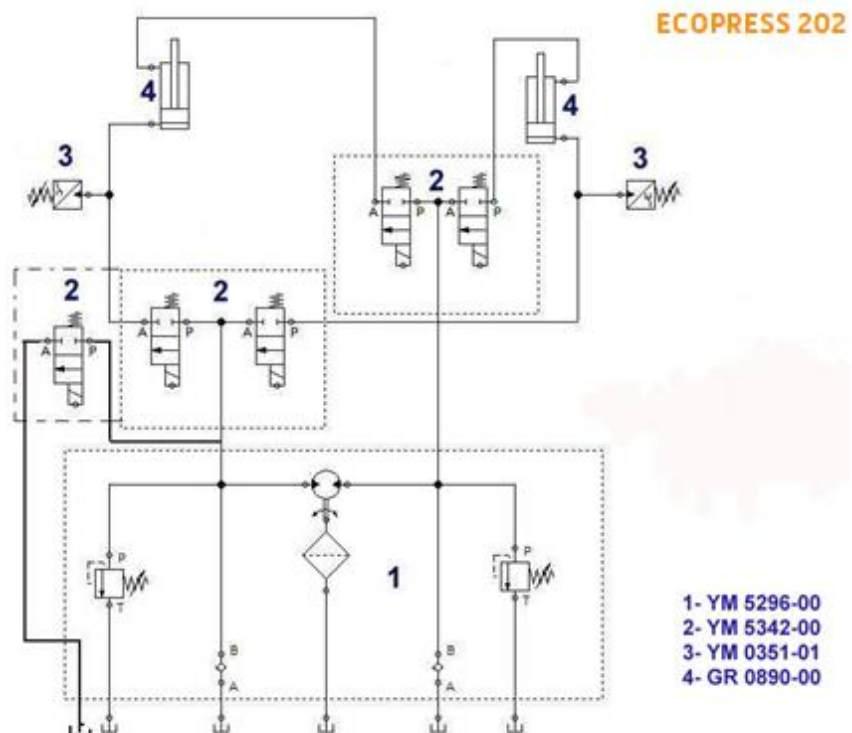 ECOPRESS 202
4
4
3
2
3
A P A P
2
2
A P
A P
A P
P
P
1
T
T
B
B
A
A
1- YM 5296-00
2- YM 5342-00
3- YM 0351-01
4- GR 0890-00